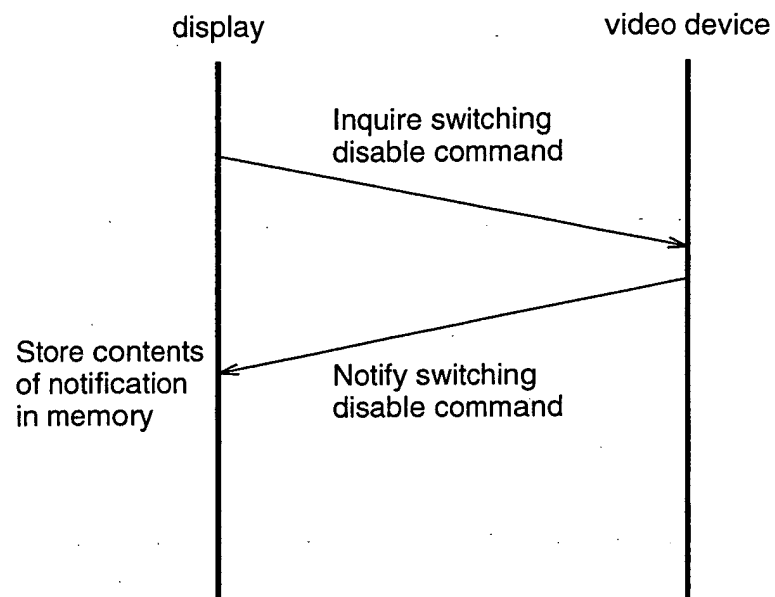 display
video device
Inquire switching
disable command
Store contents
of notification
in memory
Notify switching
disable command